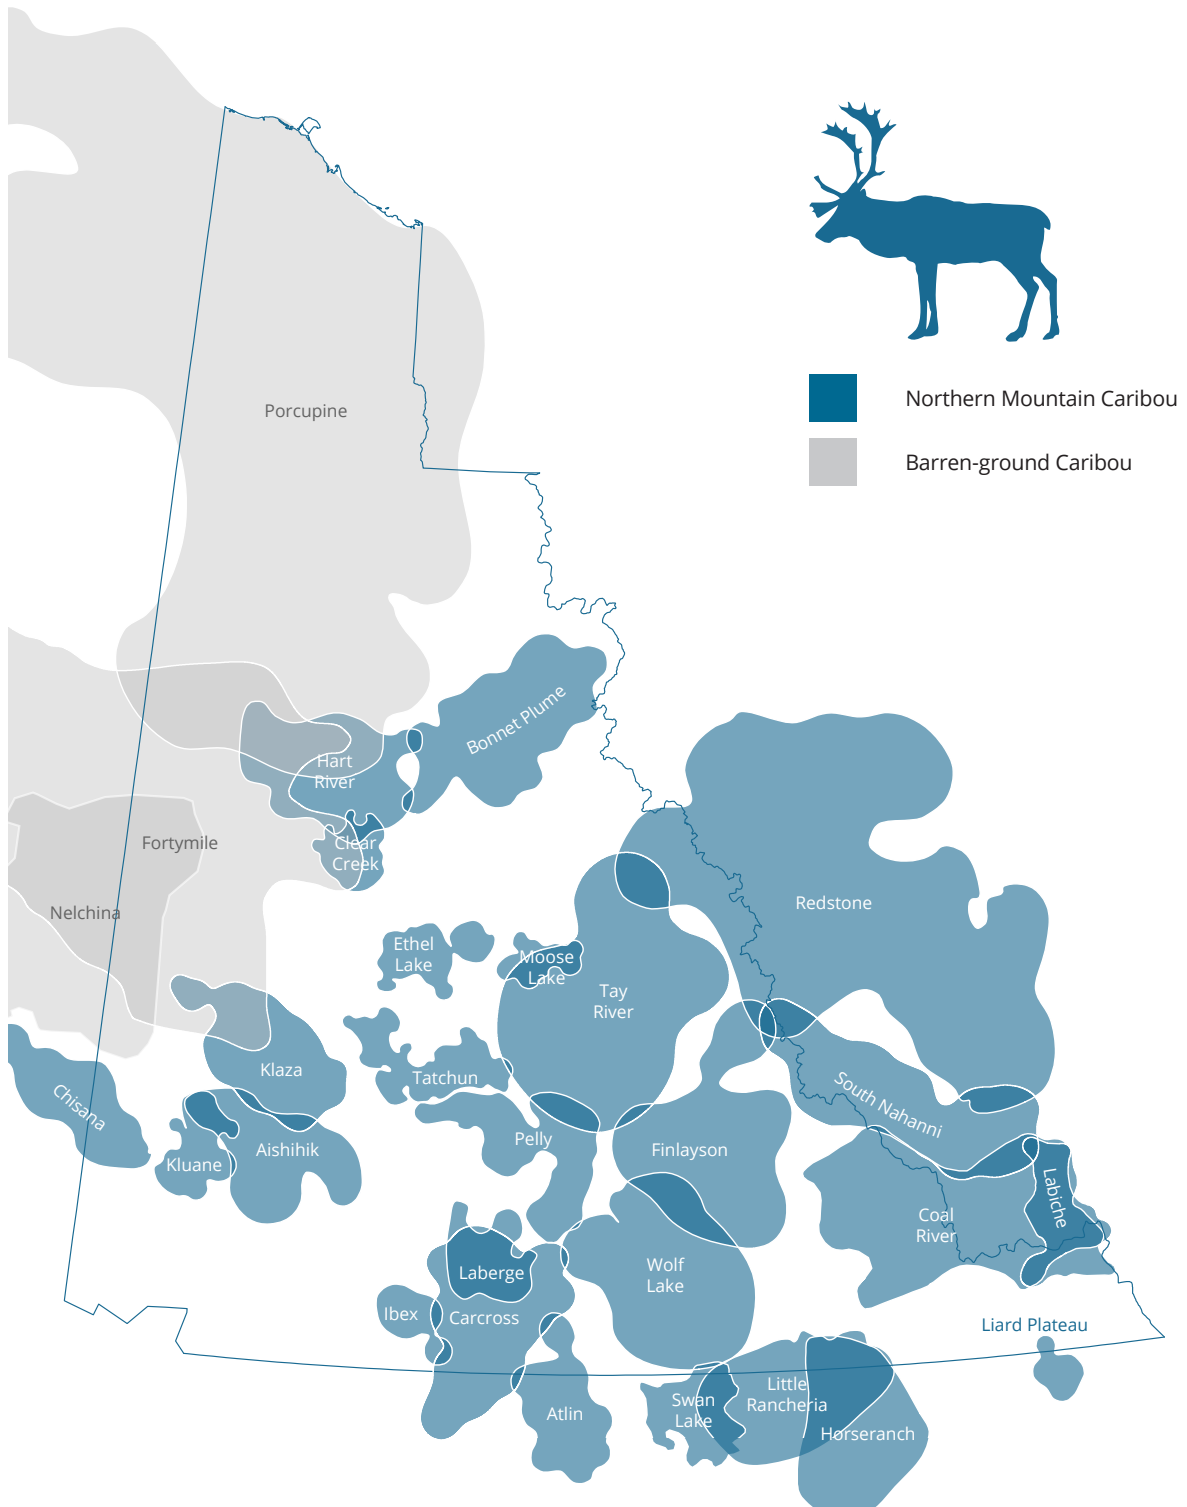 Northern Mountain Caribou
Barren-ground Caribou
Porcupine
Bonnet Plume
Hart
River
Fortymile
Clear
Creek
Nelchina
Redstone
Ethel
Lake
Moose
Lake
Tay
River
Klaza
Tatchun
Chisana
South Nahanni
Pelly
Finlayson
Aishihik
Kluane
Labiche
Coal
River
Laberge
Wolf
Lake
Ibex
Carcross
Liard Plateau
Little
Rancheria
Swan
Lake
Atlin
Horseranch